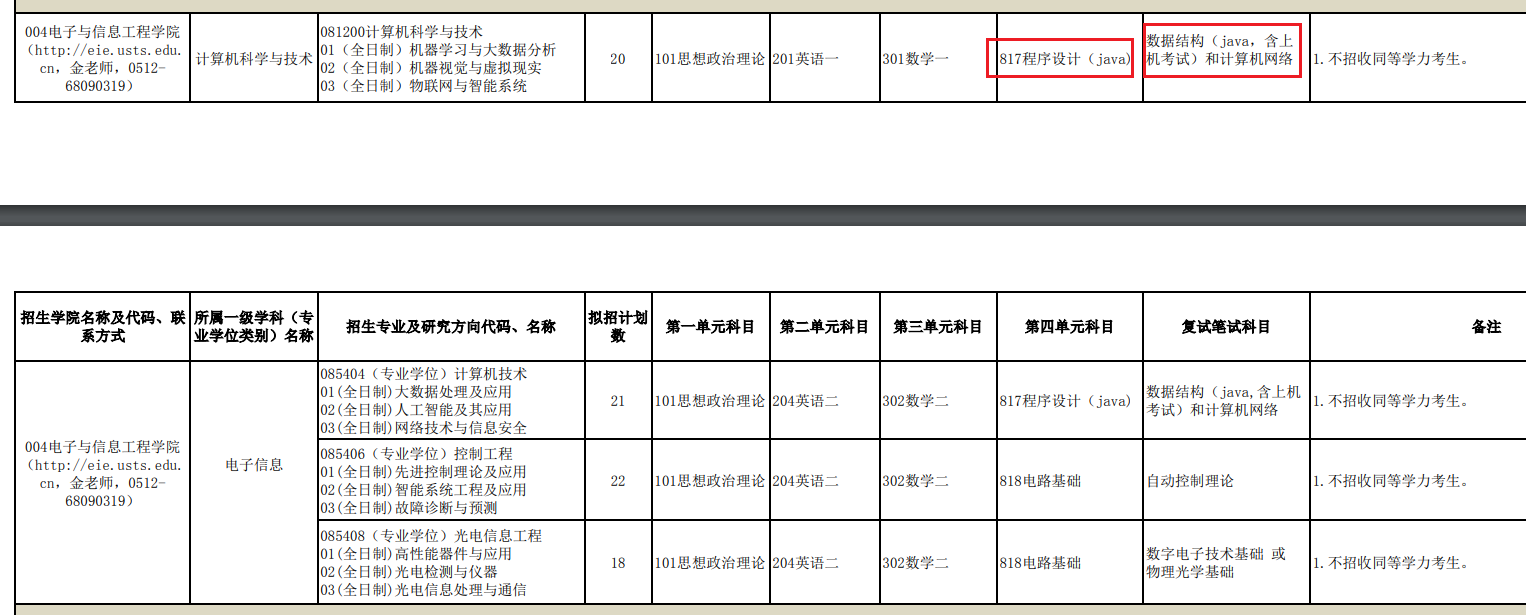 004电子与信息工程学院
（http://eie.usts.edu.
cn，金老师，0512-
68090319）
计算机科学与技术
081200计算机科学与技术
01（全日制）机器学习与大数据分析
02（全日制）机器视觉与虚拟现实
03（全日制）物联网与智能系统
20
101思想政治理论
201英语一
301数学一
817程序设计（java)
数据结构（java，含上
机考试）和计算机网络
1.不招收同等学力考生。
招生学院名称及代码、联
系方式
所属一级学科（专
业学位类别）名称
招生专业及研究方向代码、名称
拟招计划
数
第一单元科目
第二单元科目
第三单元科目
第四单元科目
复试笔试科目
备注
004电子与信息工程学院
（http://eie.usts.edu.
cn，金老师，0512-
68090319）
电子信息
085404（专业学位）计算机技术
01(全日制)大数据处理及应用
02(全日制)人工智能及其应用
03(全日制)网络技术与信息安全
21
101思想政治理论
204英语二
302数学二
817程序设计（java)
数据结构（java,含上机
考试）和计算机网络
1.不招收同等学力考生。
085406（专业学位）控制工程
01(全日制)先进控制理论及应用
02(全日制)智能系统工程及应用
03(全日制)故障诊断与预测
22
101思想政治理论
204英语二
302数学二
818电路基础
自动控制理论
1.不招收同等学力考生。
085408（专业学位）光电信息工程
01(全日制)高性能器件与应用
02(全日制)光电检测与仪器
03(全日制)光电信息处理与通信
18
101思想政治理论
204英语二
302数学二
818电路基础
数字电子技术基础 或
物理光学基础
1.不招收同等学力考生。